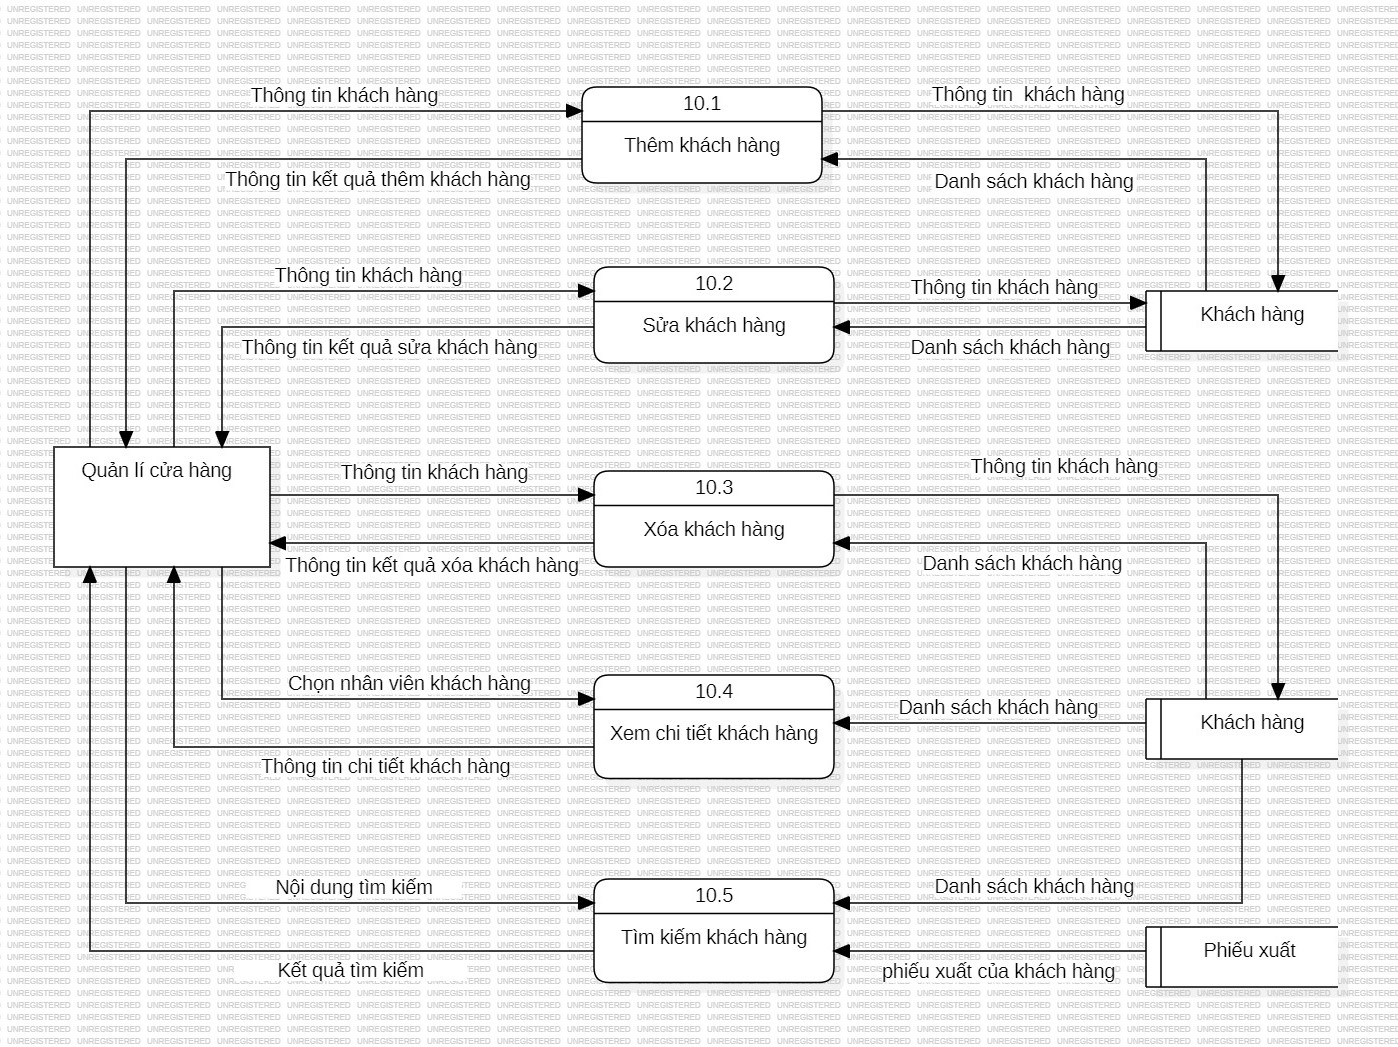 Thông tin khách hàng
10.1
Thông tin  khách hàng
Thêm khách hàng
Thông tin kết quả thêm khách hàng
Danh sách khách hàng
Thông tin khách hàng
10.2
Thông tin khách hàng
Khách hàng
Sửa khách hàng
Thông tin kết quả sửa khách hàng
Danh sách khách hàng
Quản lí cửa hàng
Thông tin khách hàng
10.3
Thông tin khách hàng
Xóa khách hàng
Thông tin kết quả xóa khách hàng
Danh sách khách hàng
Chọn nhân viên khách hàng
10.4
Danh sách khách hàng
Khách hàng
Xem chi tiết khách hàng
Thông tin chi tiết khách hàng
Nội dung tìm kiếm
10.5
Danh sách khách hàng
Tìm kiếm khách hàng
Phiếu xuất
Kết quả tìm kiếm
phiếu xuất của khách hàng
UNREGISTERED